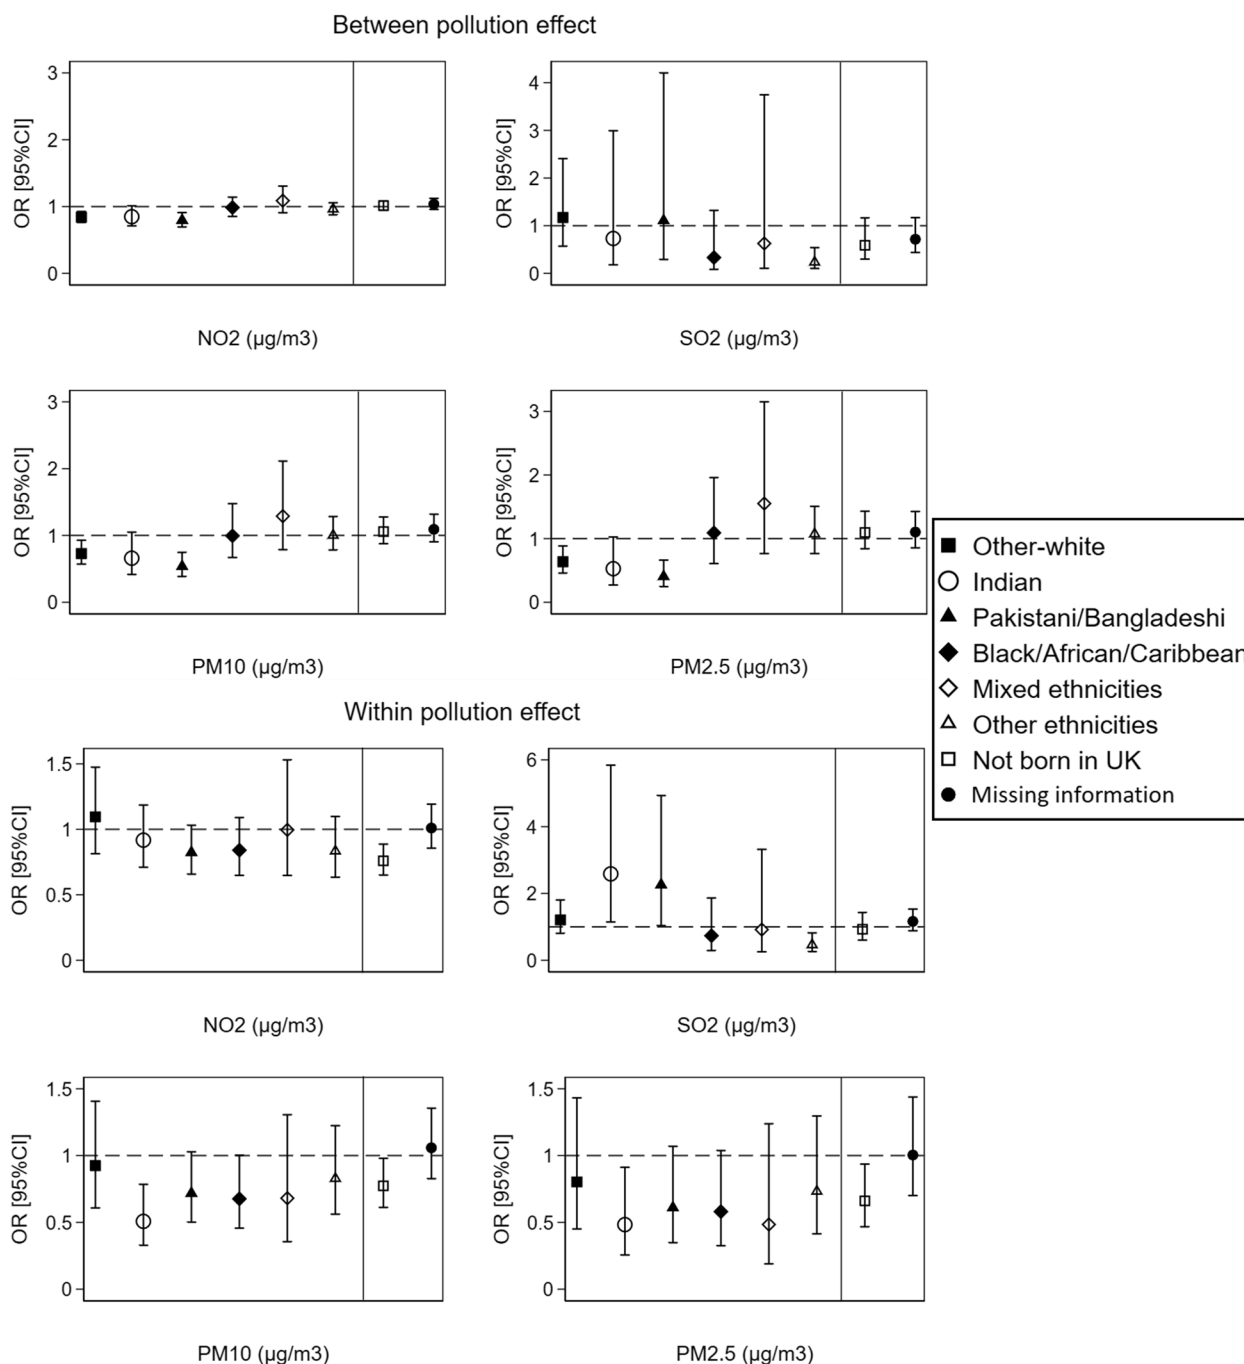 Between pollution effect
OR [95%CI]
3
2
1
0
NO2 (µg/m3)
OR [95%CI]
4
3
2
1
0
SO2 (µg/m3)
OR [95%CI]
3
2
1
0
PM10 (µg/m3)
OR [95%CI]
3
2
1
0
PM2.5 (µg/m3)
Other-white
Indian
Pakistani/Bangladeshi
Black/African/Caribbean
Mixed ethnicities
Other ethnicities
Not born in UK
Missing information
Within pollution effect
OR [95%CI]
1.5
1
0.5
0
NO2 (µg/m3)
OR [95%CI]
6
4
2
0
SO2 (µg/m3)
OR [95%CI]
1.5
1
0.5
0
PM10 (µg/m3)
OR [95%CI]
1.5
1
0.5
0
PM2.5 (µg/m3)